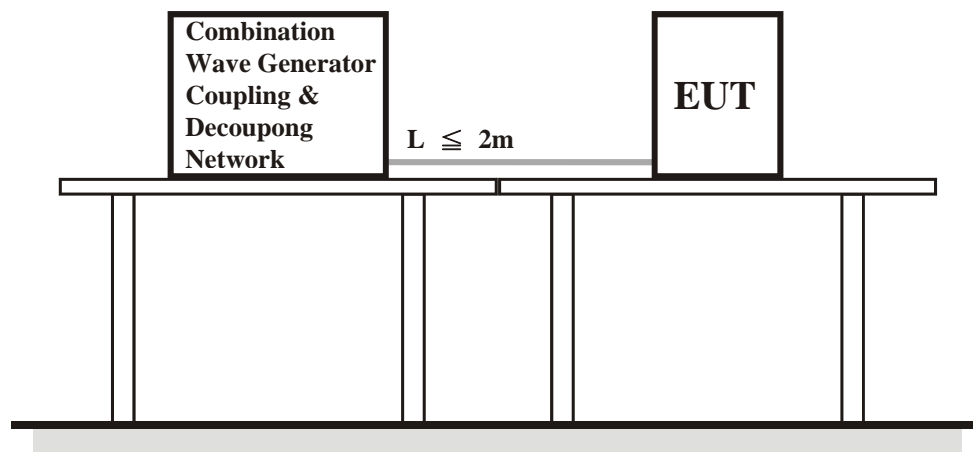 Combination
Wave Generator
Coupling &
Decoupong
Network
L ≦ 2m
EUT